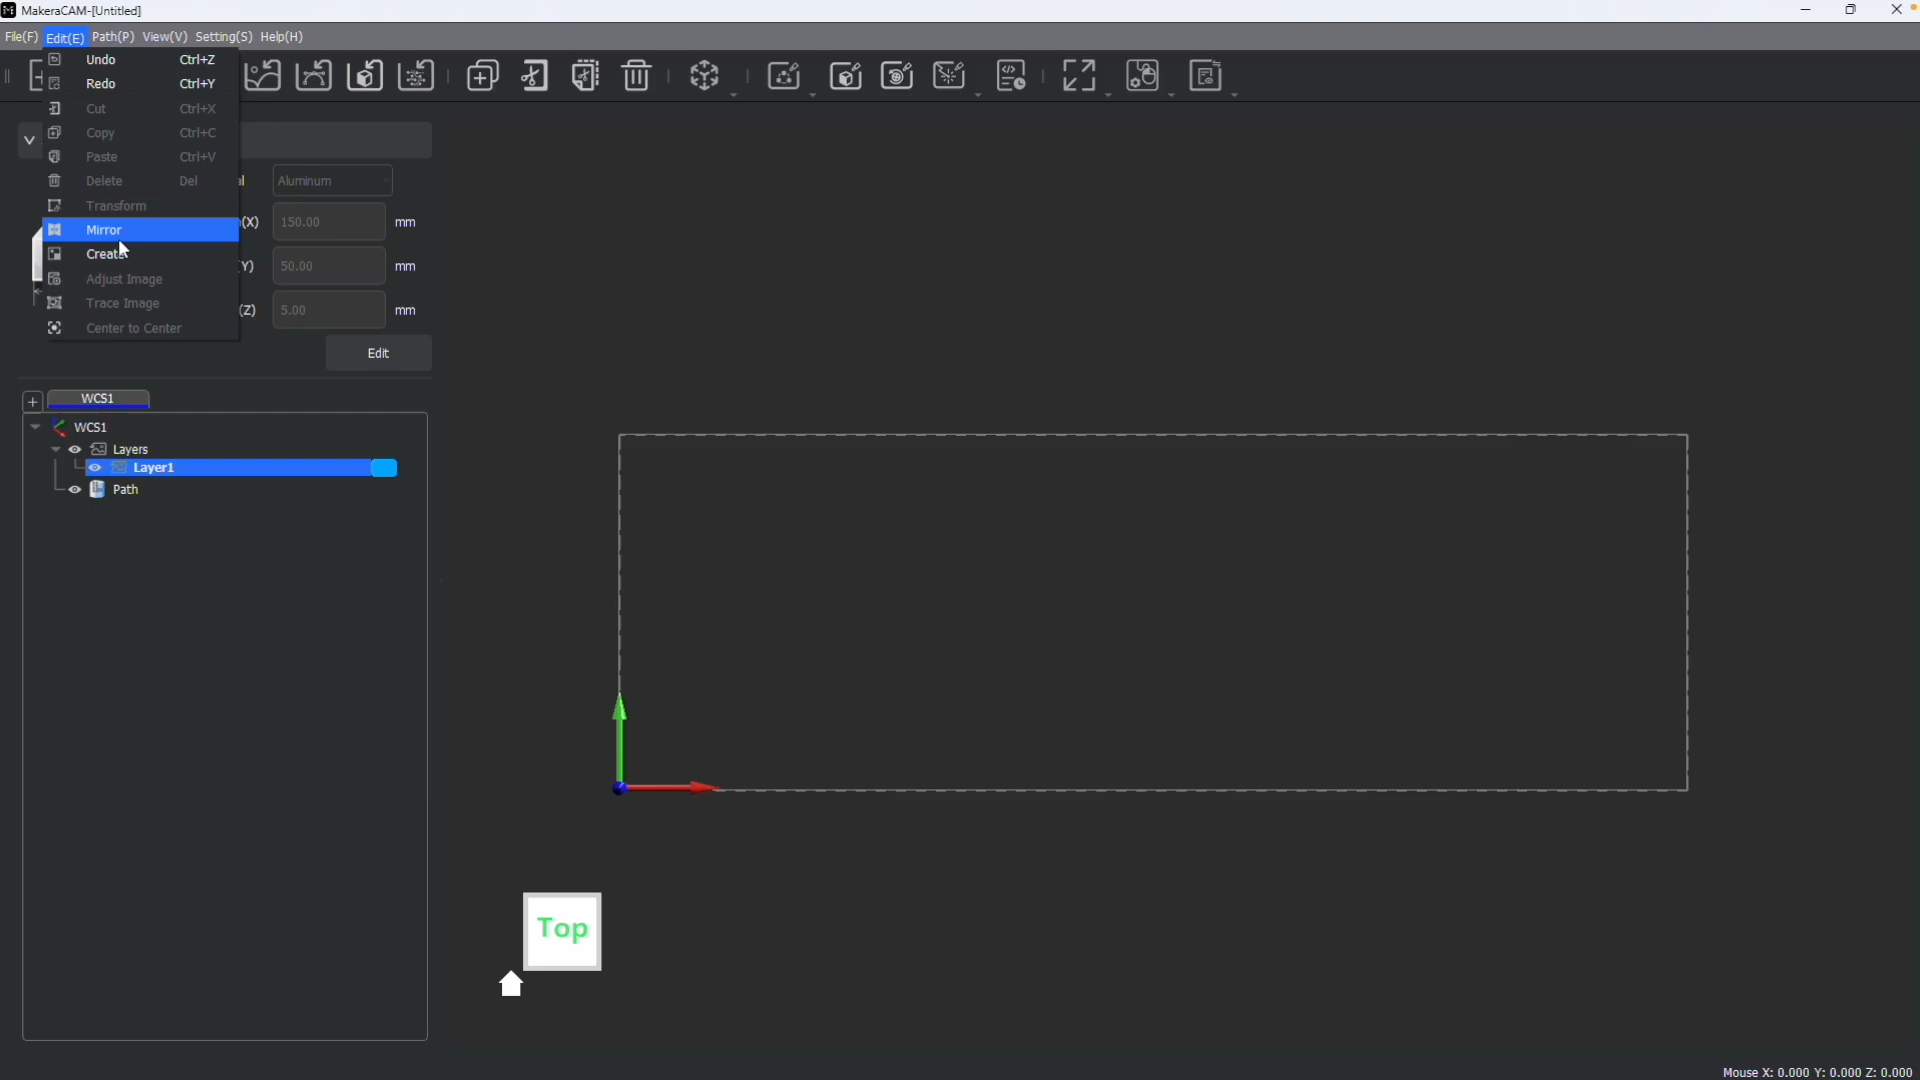 MakeraCAM-[Untitled]
File(F) Edit(E) Path(P) View(V) Setting(S) Help(H)
Undo Ctrl+Z
Redo Ctrl+Y
Cut Ctrl+X
Copy Ctrl+C
Paste Ctrl+V
Delete Del
al Aluminum
Transform
(X) 150.00 mm
Mirror
Create
Y) 50.00 mm
Adjust Image
Trace Image
(Z) 5.00 mm
Center to Center
Edit
+ WCS1
WCS1
Layers
Layer1
Path
Top
Mouse X: 0.000 Y: 0.000 Z: 0.000